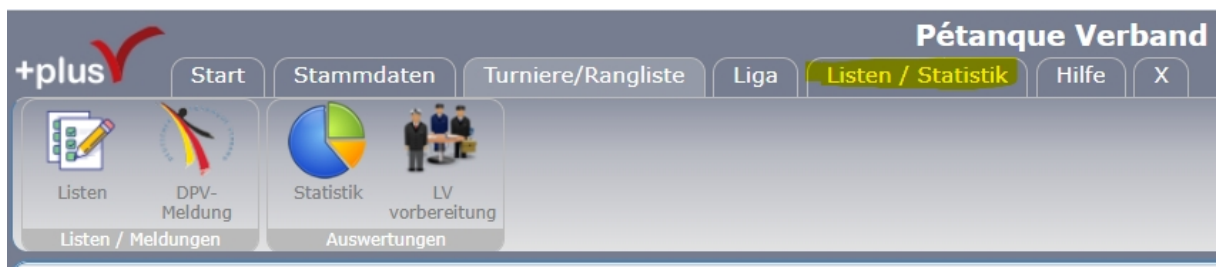 Pétanque Verband
+plus
Start
Stammdaten
Turniere/Rangliste
Liga
Listen / Statistik
Hilfe
X
Listen
DPV-
Meldung
Statistik
LV
vorbereitung
Listen / Meldungen
Auswertungen